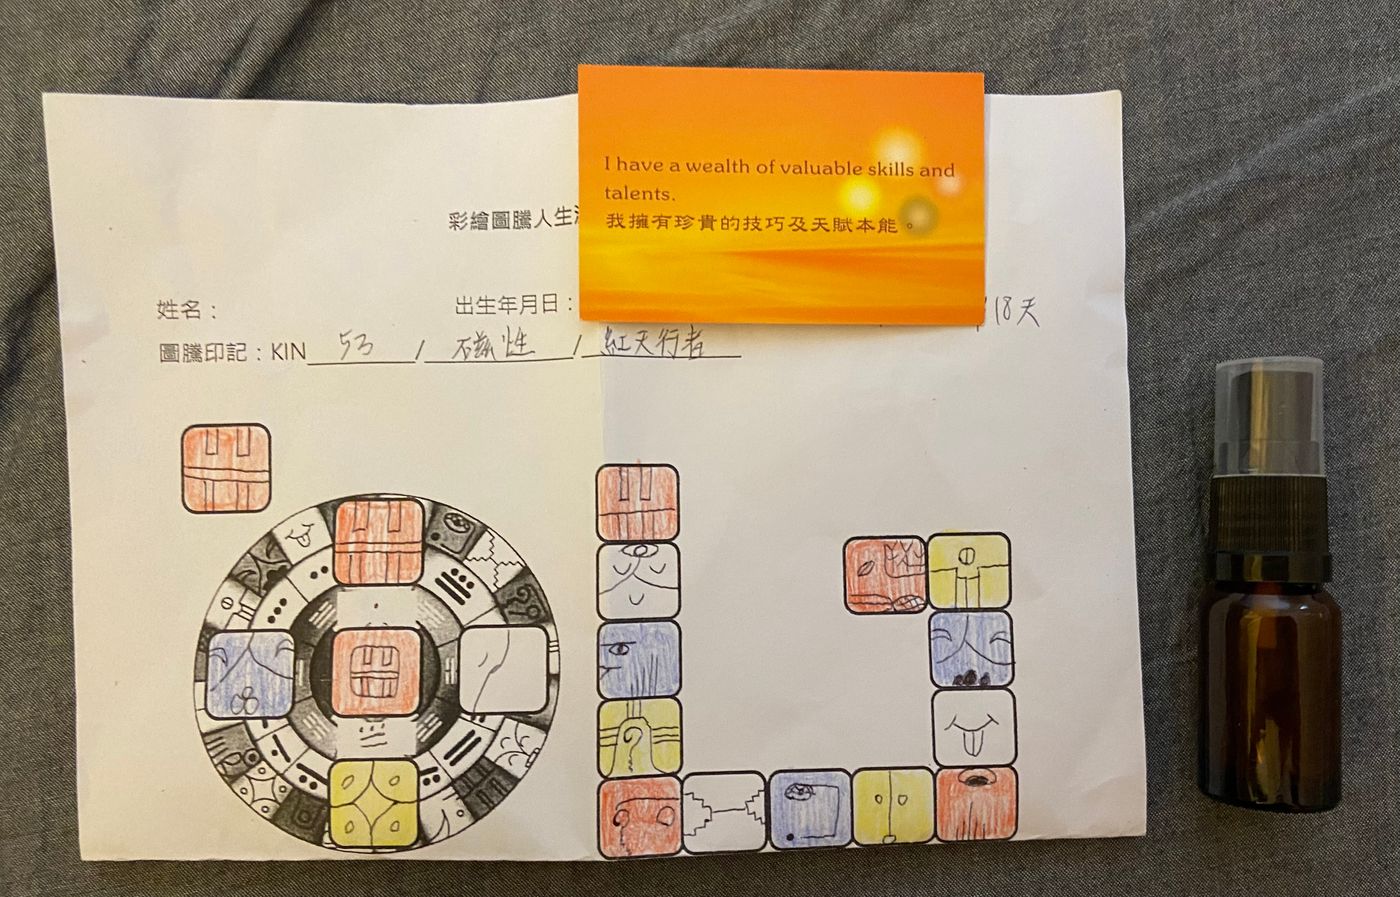 I have a wealth of valuable skills and
talents.
我擁有珍貴的技巧及天賦本能。
彩繪圖騰人生
姓名：
出生年月日：
18天
圖騰印記：KIN 53 / 磁性 / 紅天行者